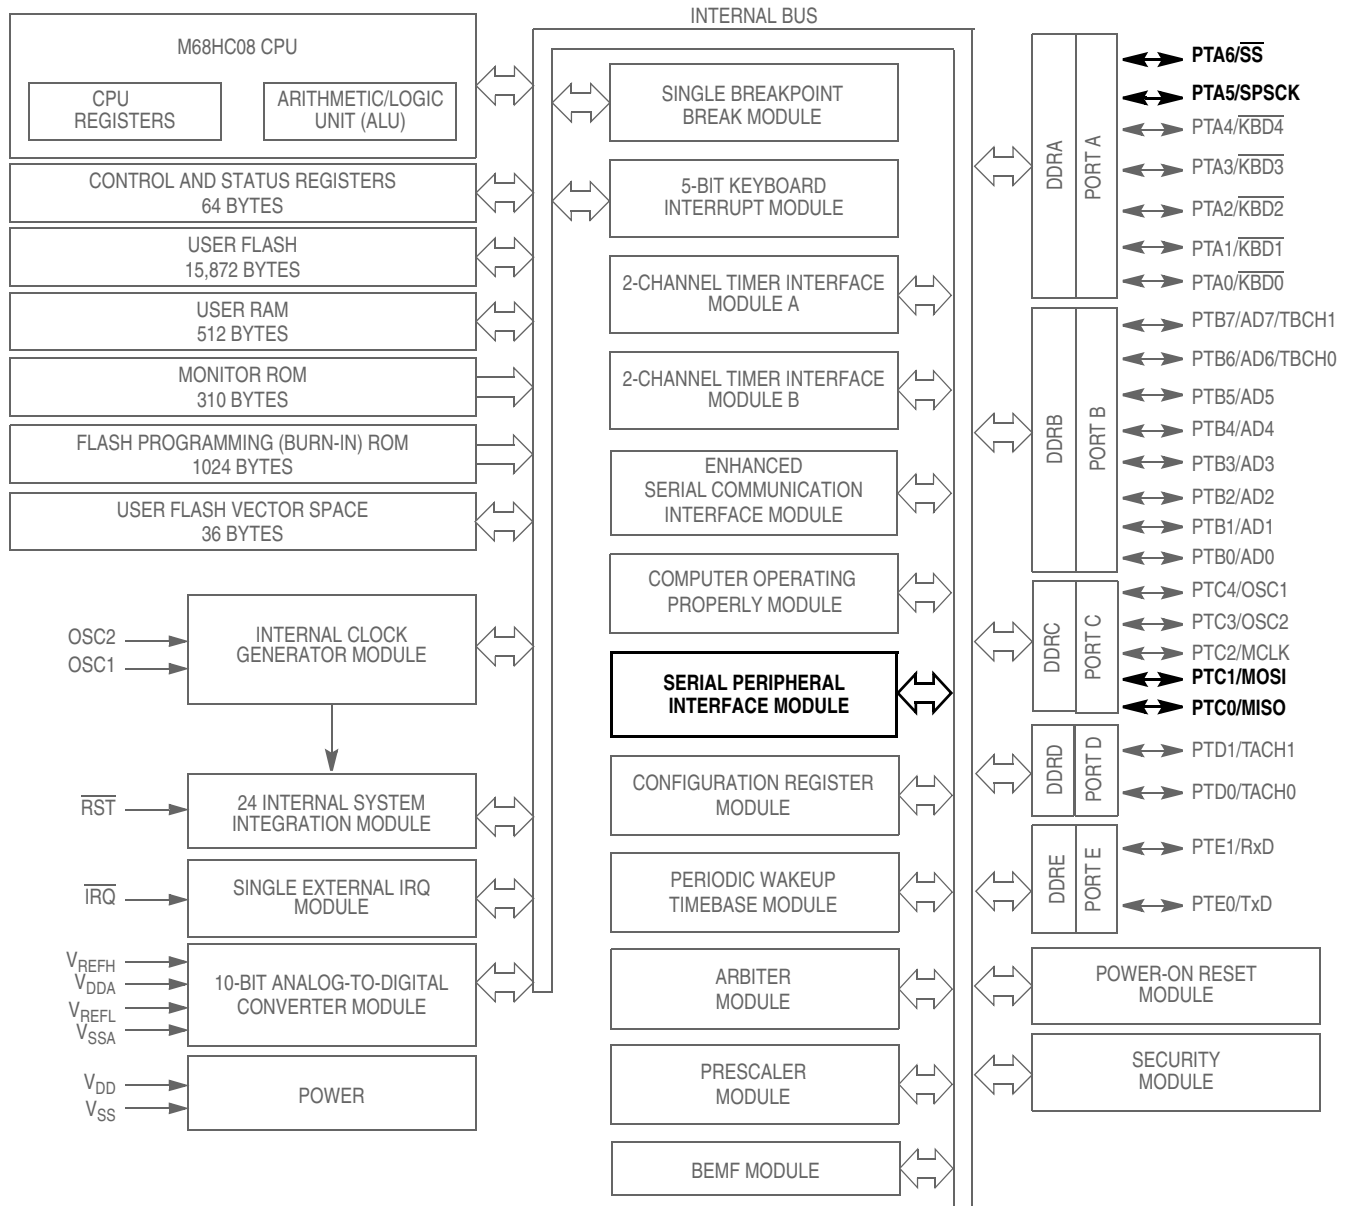 INTERNAL BUS
M68HC08 CPU
CPU
REGISTERS
ARITHMETIC/LOGIC
UNIT (ALU)
CONTROL AND STATUS REGISTERS
64 BYTES
USER FLASH
15,872 BYTES
USER RAM
512 BYTES
MONITOR ROM
310 BYTES
FLASH PROGRAMMING (BURN-IN) ROM
1024 BYTES
USER FLASH VECTOR SPACE
36 BYTES
OSC2
OSC1
INTERNAL CLOCK
GENERATOR MODULE
RST
24 INTERNAL SYSTEM
INTEGRATION MODULE
IRQ
SINGLE EXTERNAL IRQ
MODULE
VREFH
VDDA
VREFL
VSSA
10-BIT ANALOG-TO-DIGITAL
CONVERTER MODULE
VDD
VSS
POWER
SINGLE BREAKPOINT
BREAK MODULE
5-BIT KEYBOARD
INTERRUPT MODULE
2-CHANNEL TIMER INTERFACE
MODULE A
2-CHANNEL TIMER INTERFACE
MODULE B
ENHANCED
SERIAL COMMUNICATION
INTERFACE MODULE
COMPUTER OPERATING
PROPERLY MODULE
SERIAL PERIPHERAL
INTERFACE MODULE
CONFIGURATION REGISTER
MODULE
PERIODIC WAKEUP
TIMEBASE MODULE
ARBITER
MODULE
PRESCALER
MODULE
BEMF MODULE
DDRA
PORT A
PTA6/SS
PTA5/SPSCK
PTA4/KBD4
PTA3/KBD3
PTA2/KBD2
PTA1/KBD1
PTA0/KBD0
DDRB
PORT B
PTB7/AD7/TBCH1
PTB6/AD6/TBCH0
PTB5/AD5
PTB4/AD4
PTB3/AD3
PTB2/AD2
PTB1/AD1
PTB0/AD0
DDRC
PORT C
PTC4/OSC1
PTC3/OSC2
PTC2/MCLK
PTC1/MOSI
PTC0/MISO
DDRD
PORT D
PTD1/TACH1
PTD0/TACH0
DDRE
PORT E
PTE1/RxD
PTE0/TxD
POWER-ON RESET
MODULE
SECURITY
MODULE